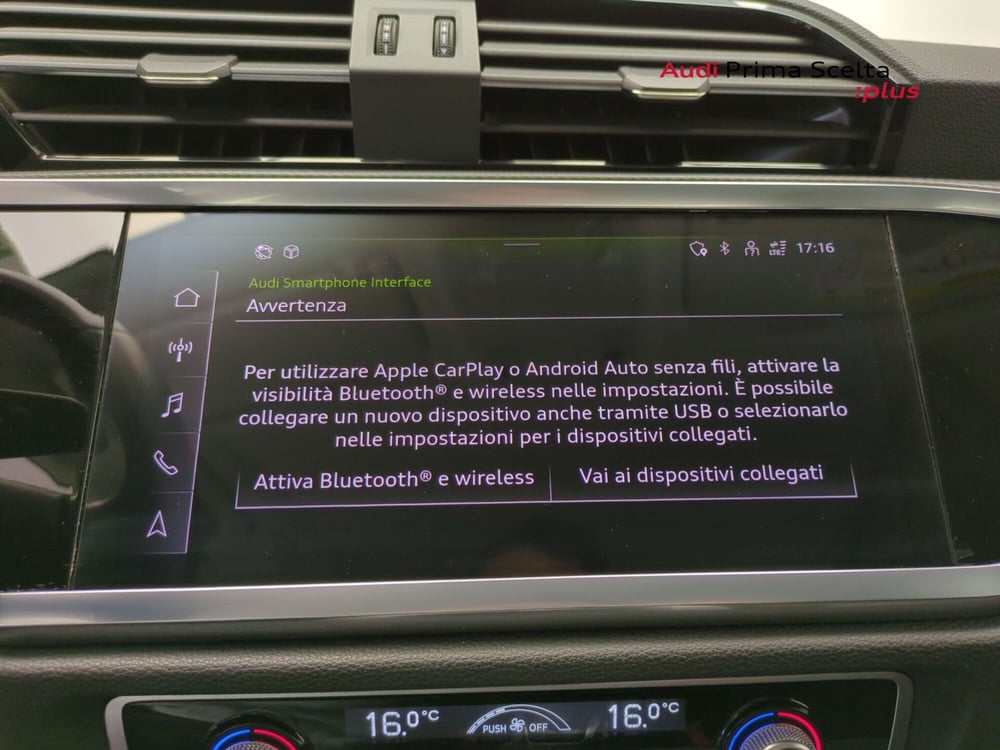 Audi Prima Scelta
:plus
LTE
17:16
Audi Smartphone Interface
Avvertenza
Per utilizzare Apple CarPlay o Android Auto senza fili, attivare la
visibilità Bluetooth® e wireless nelle impostazioni. È possibile
collegare un nuovo dispositivo anche tramite USB o selezionarlo
nelle impostazioni per i dispositivi collegati.
Attiva Bluetooth® e wireless
Vai ai dispositivi collegati
16.0°C
PUSH OFF
16.0°C